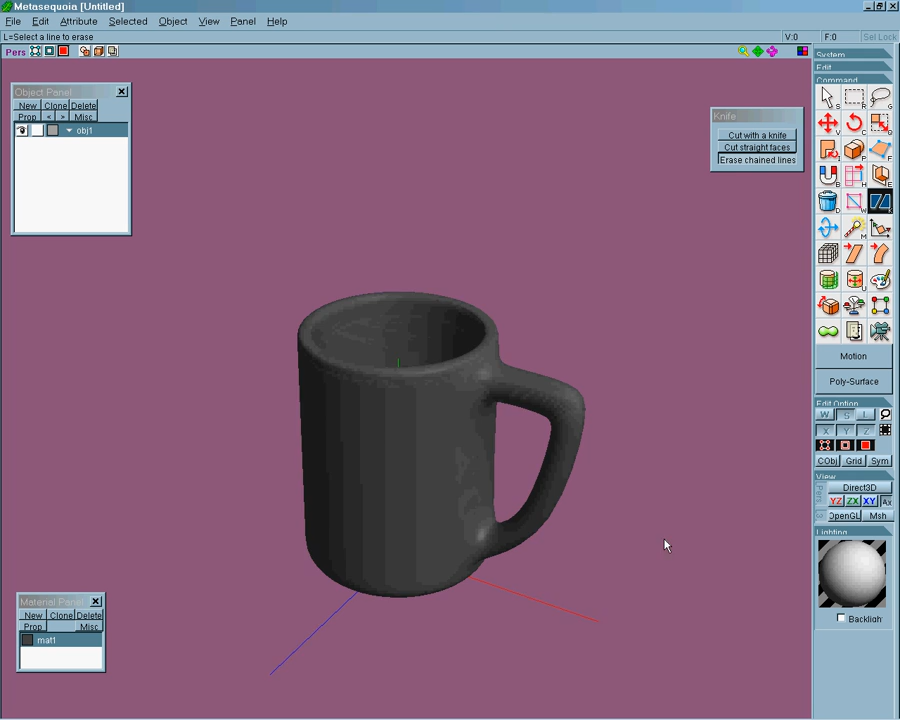 Metasequoia [Untitled]
File Edit Attribute Selected Object View Panel Help
L=Select a line to erase V:0 F:0 Sel Lock
Pers
System
Edit
Command
Object Panel
New Clone Delete
Prop < > Misc
obj1
Knife
Cut with a knife
Cut straight faces
Erase chained lines
Motion
Poly-Surface
Edit Option
W S L
X Y Z
CObj Grid Sym
View
Pers
Direct3D
YZ ZX XY Ax
OpenGL Msh
Lighting
Backligh
Material Panel
New Clone Delete
Prop Misc
mat1